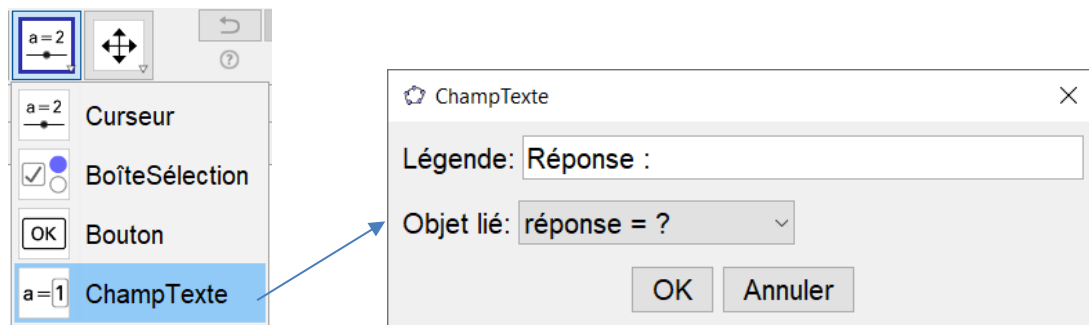 a=2
a=2 Curseur
BoîteSélection
OK Bouton
a=1 ChampTexte
ChampTexte
Légende: Réponse :
Objet lié: réponse = ?
OK Annuler